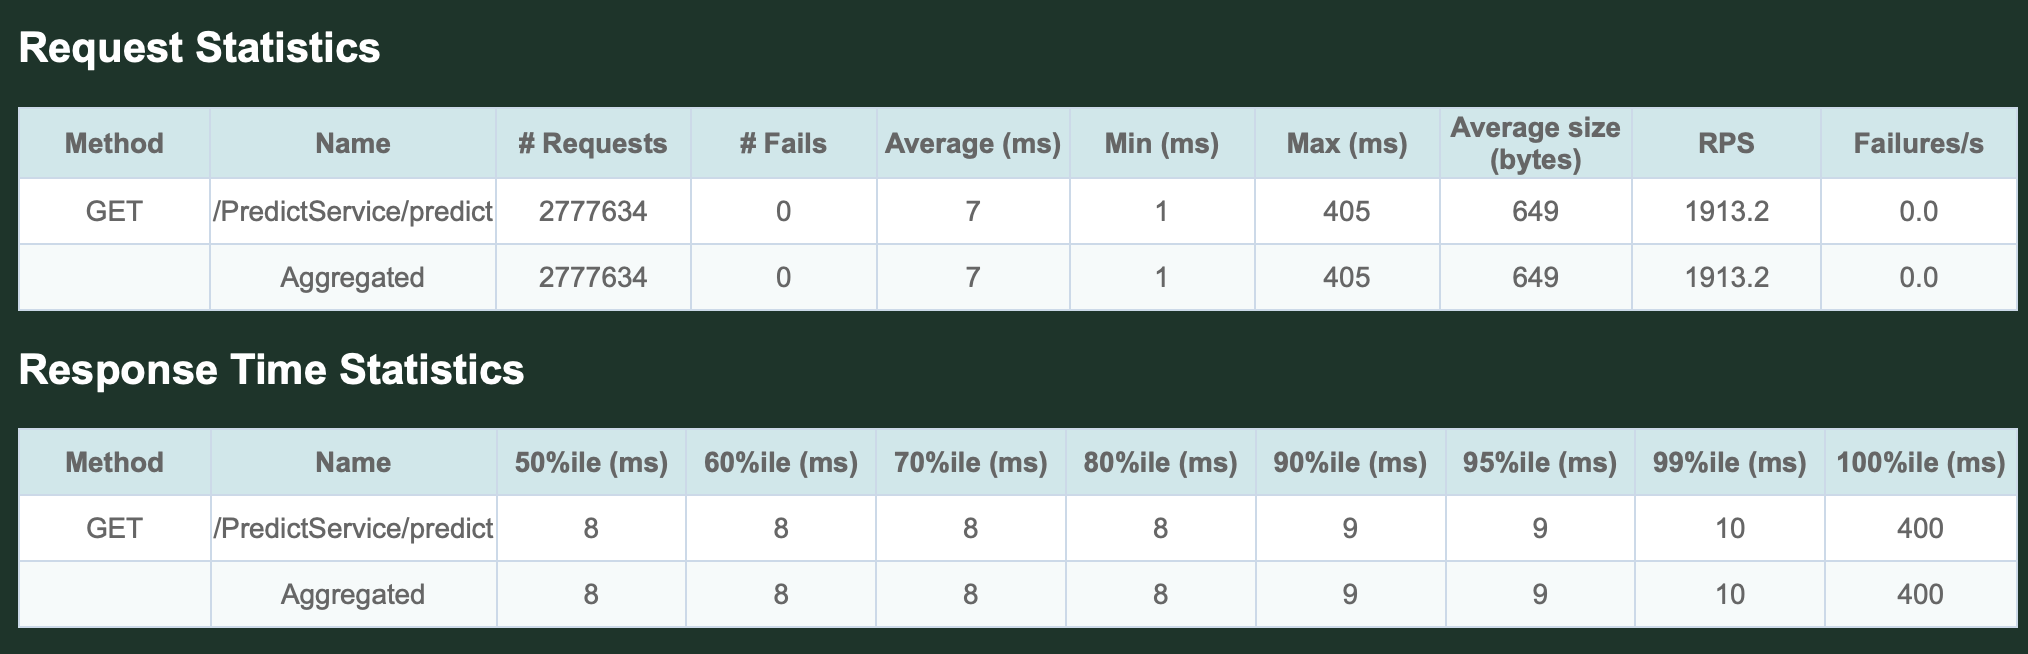 Request Statistics
Method Name # Requests # Fails Average (ms) Min (ms) Max (ms) Average size (bytes) RPS Failures/s
GET /PredictService/predict 2777634 0 7 1 405 649 1913.2 0.0
Aggregated 2777634 0 7 1 405 649 1913.2 0.0
Response Time Statistics
Method Name 50%ile (ms) 60%ile (ms) 70%ile (ms) 80%ile (ms) 90%ile (ms) 95%ile (ms) 99%ile (ms) 100%ile (ms)
GET /PredictService/predict 8 8 8 8 9 9 10 400
Aggregated 8 8 8 8 9 9 10 400